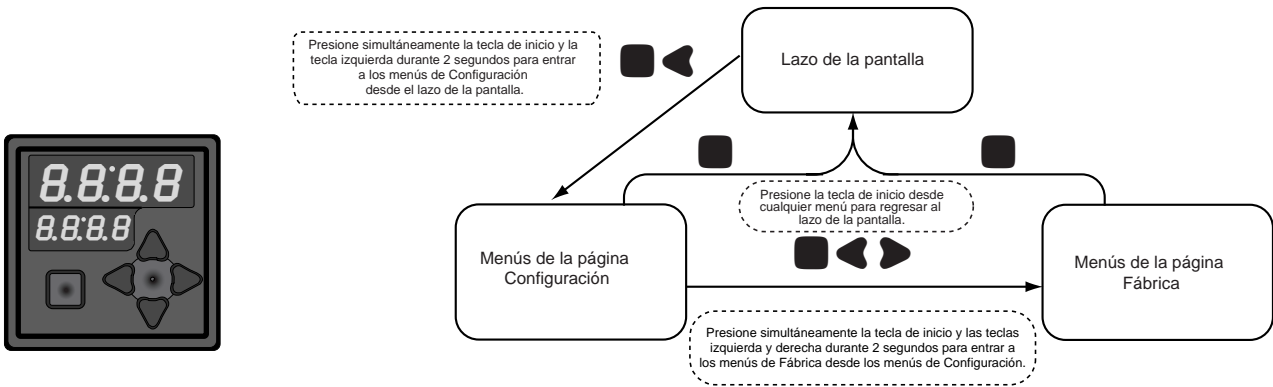 Presione simultáneamente la tecla de inicio y la
tecla izquierda durante 2 segundos para entrar
a los menús de Configuración
desde el lazo de la pantalla.
Lazo de la pantalla
8.8:8.8
8.8:8.8
Presione la tecla de inicio desde
cualquier menú para regresar al
lazo de la pantalla.
Menús de la página
Configuración
Menús de la página
Fábrica
Presione simultáneamente la tecla de inicio y las teclas
izquierda y derecha durante 2 segundos para entrar a
los menús de Fábrica desde los menús de Configuración.